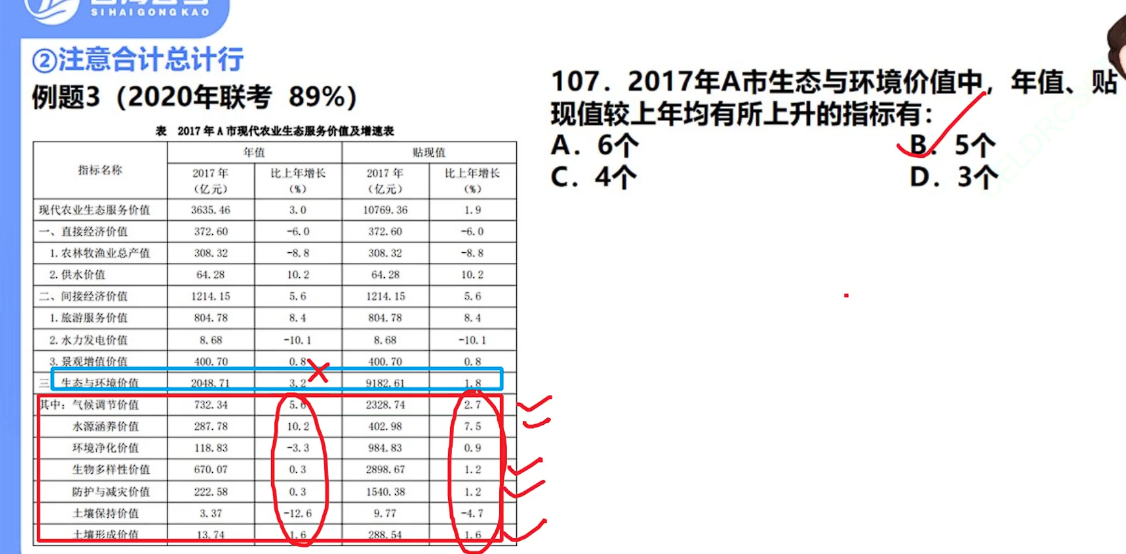 SIHAIGONGKAO
②注意合计总计行
例题3（2020年联考 89%）
表 2017年A市现代农业生态服务价值及增速表
指标名称 年值 贴现值
2017年（亿元） 比上年增长（%） 2017年（亿元） 比上年增长（%）
现代农业生态服务价值 3635.46 3.0 10769.36 1.9
一、直接经济价值 372.60 -6.0 372.60 -6.0
1.农林牧渔业总产值 308.32 -8.8 308.32 -8.8
2.供水价值 64.28 10.2 64.28 10.2
二、间接经济价值 1214.15 5.6 1214.15 5.6
1.旅游服务价值 804.78 8.4 804.78 8.4
2.水力发电价值 8.68 -10.1 8.68 -10.1
3.景观增值价值 400.70 0.8 400.70 0.8
三、生态与环境价值 2048.71 3.2 9182.61 1.8
其中：气候调节价值 732.34 5.6 2328.74 2.7
水源涵养价值 287.78 10.2 402.98 7.5
环境净化价值 118.83 -3.3 984.83 0.9
生物多样性价值 670.07 0.3 2898.67 1.2
防护与减灾价值 222.58 0.3 1540.38 1.2
土壤保持价值 3.37 -12.6 9.77 -4.7
土壤形成价值 13.74 1.6 288.54 1.6
107．2017年A市生态与环境价值中，年值、贴
现值较上年均有所上升的指标有：
A．6个 B．5个
C．4个 D．3个